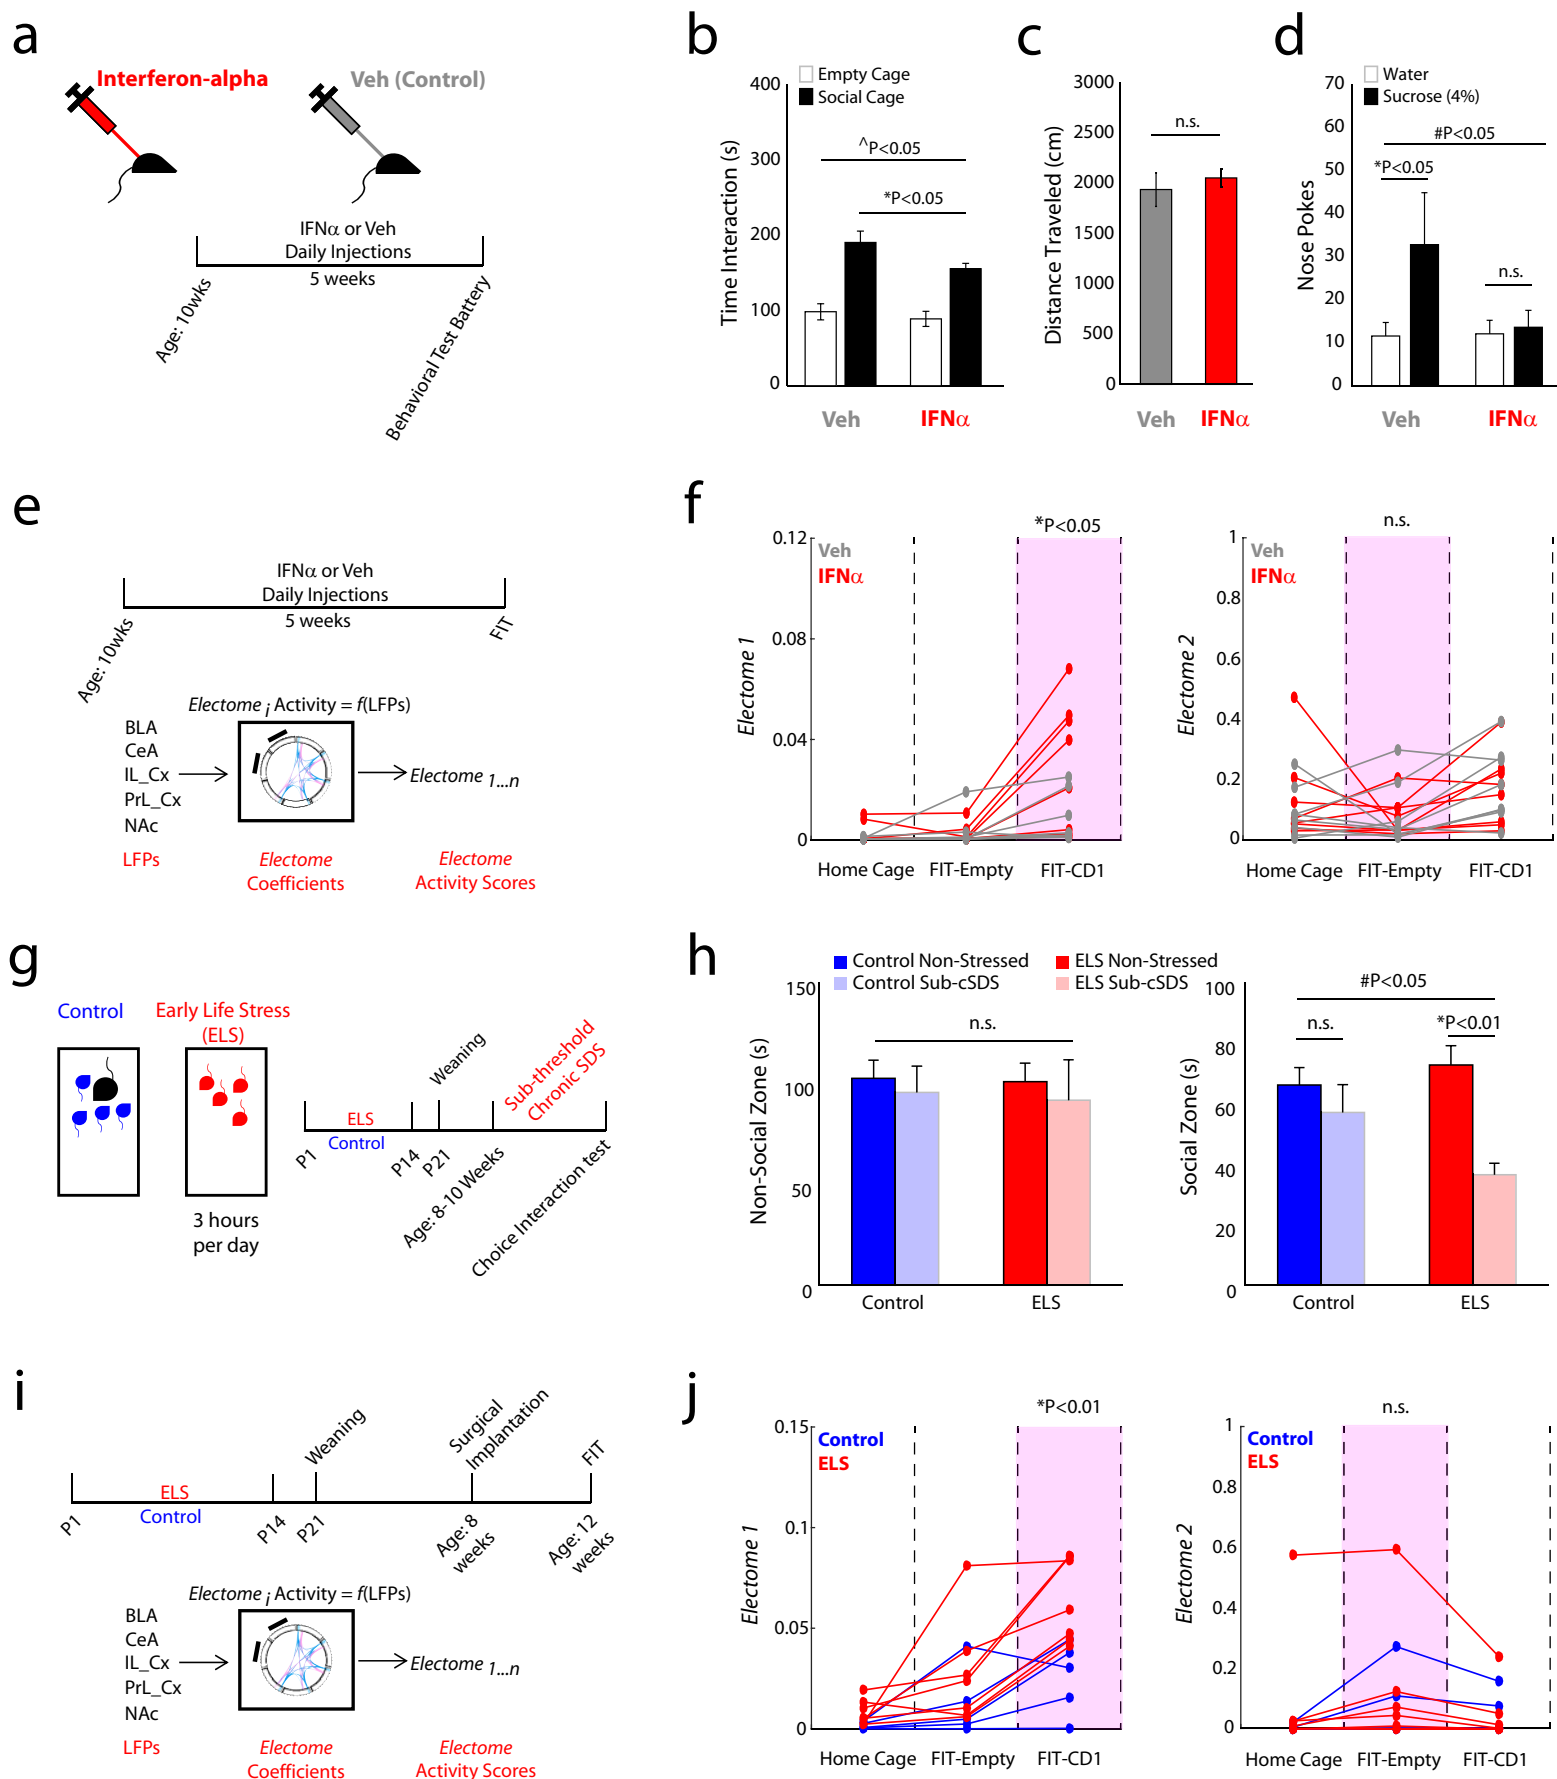 a
Interferon-alpha
Veh (Control)
IFNα or Veh
Daily Injections
5 weeks
Age: 10wks
Behavioral Test Battery
b
Empty Cage
Social Cage
Time Interaction (s)
400
300
200
100
0
^P<0.05
*P<0.05
Veh
IFNα
c
Distance Traveled (cm)
3000
2500
2000
1500
1000
500
0
n.s.
Veh
IFNα
d
Water
Sucrose (4%)
Nose Pokes
70
60
50
40
30
20
10
0
#P<0.05
*P<0.05
n.s.
Veh
IFNα
e
IFNα or Veh
Daily Injections
5 weeks
Age: 10wks
FIT
Electome i Activity = f(LFPs)
BLA
CeA
IL_Cx
PrL_Cx
NAc
Electome 1...n
LFPs
Electome
Coefficients
Electome
Activity Scores
f
*P<0.05
Veh
IFNα
Electome 1
0.12
0.08
0.04
0
Home Cage
FIT-Empty
FIT-CD1
n.s.
Veh
IFNα
Electome 2
1
0.8
0.6
0.4
0.2
0
Home Cage
FIT-Empty
FIT-CD1
g
Control
Early Life Stress
(ELS)
3 hours
per day
ELS
Control
P1
P14
P21
Weaning
Age: 8-10 Weeks
Sub-threshold
Chronic SDS
Choice Interaction test
h
Control Non-Stressed
Control Sub-cSDS
ELS Non-Stressed
ELS Sub-cSDS
Non-Social Zone (s)
150
100
50
0
n.s.
Control
ELS
Social Zone (s)
100
80
60
40
20
0
#P<0.05
n.s.
*P<0.01
Control
ELS
i
ELS
Control
P1
P14
P21
Weaning
Surgical
Implantation
Age: 8
weeks
FIT
Age: 12
weeks
Electome i Activity = f(LFPs)
BLA
CeA
IL_Cx
PrL_Cx
NAc
Electome 1...n
LFPs
Electome
Coefficients
Electome
Activity Scores
j
*P<0.01
Control
ELS
Electome 1
0.15
0.1
0.05
0
Home Cage
FIT-Empty
FIT-CD1
n.s.
Control
ELS
Electome 2
1
0.8
0.6
0.4
0.2
0
Home Cage
FIT-Empty
FIT-CD1